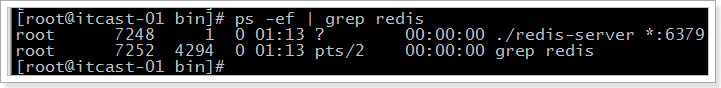 [root@itcast-01 bin]# ps -ef | grep redis
root      7248     1  0 01:13 ?        00:00:00 ./redis-server *:6379
root      7252  4294  0 01:13 pts/2    00:00:00 grep redis
[root@itcast-01 bin]#